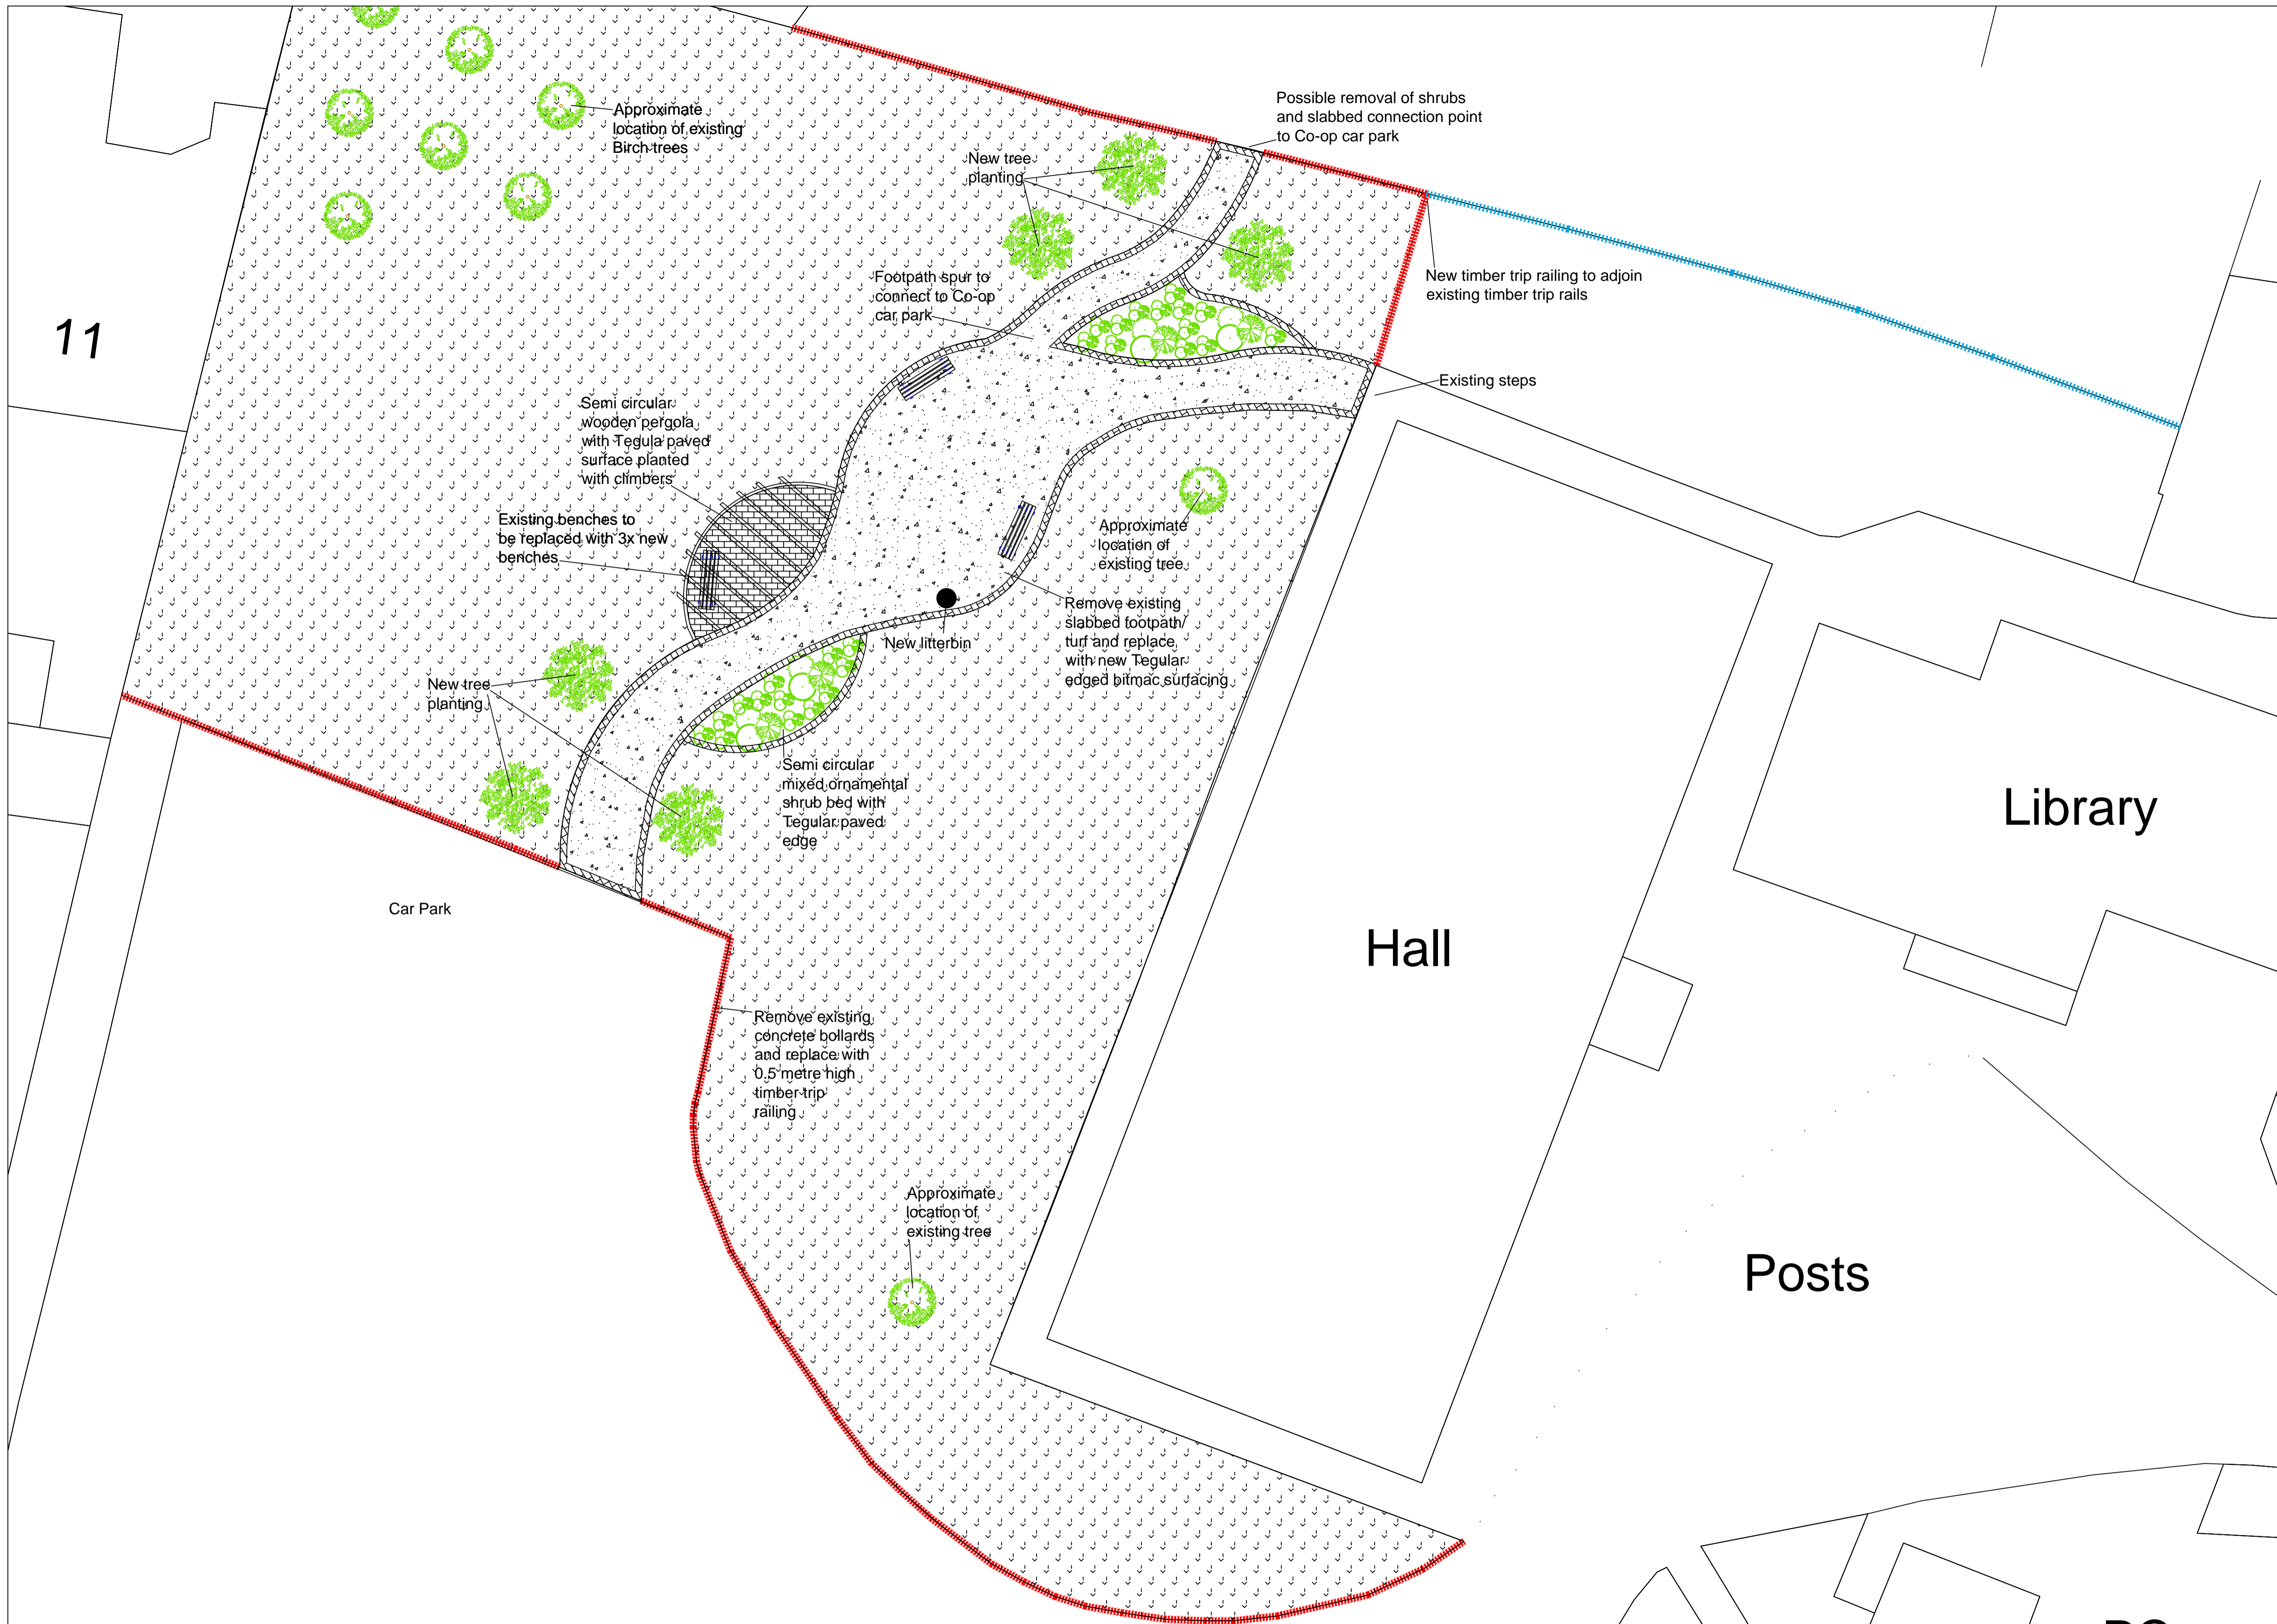 Approximate
location of existing
Birch trees
Possible removal of shrubs
and slabbed connection point
to Co-op car park
New tree
planting
Footpath spur to
connect to Co-op
car park
New timber trip railing to adjoin
existing timber trip rails
11
Existing steps
Semi circular
wooden pergola
with Tegula paved
surface planted
with climbers
Existing benches to
be replaced with 3x new
benches
Approximate
location of
existing tree
Remove existing
slabbed footpath/
turf and replace
with new Tegular
edged bitmac surfacing
New litterbin
New tree
planting
Semi circular
mixed ornamental
shrub bed with
Tegular paved
edge
Library
Car Park
Hall
Remove existing
concrete bollards
and replace with
0.5 metre high
timber trip
railing
Approximate
location of
existing tree
Posts